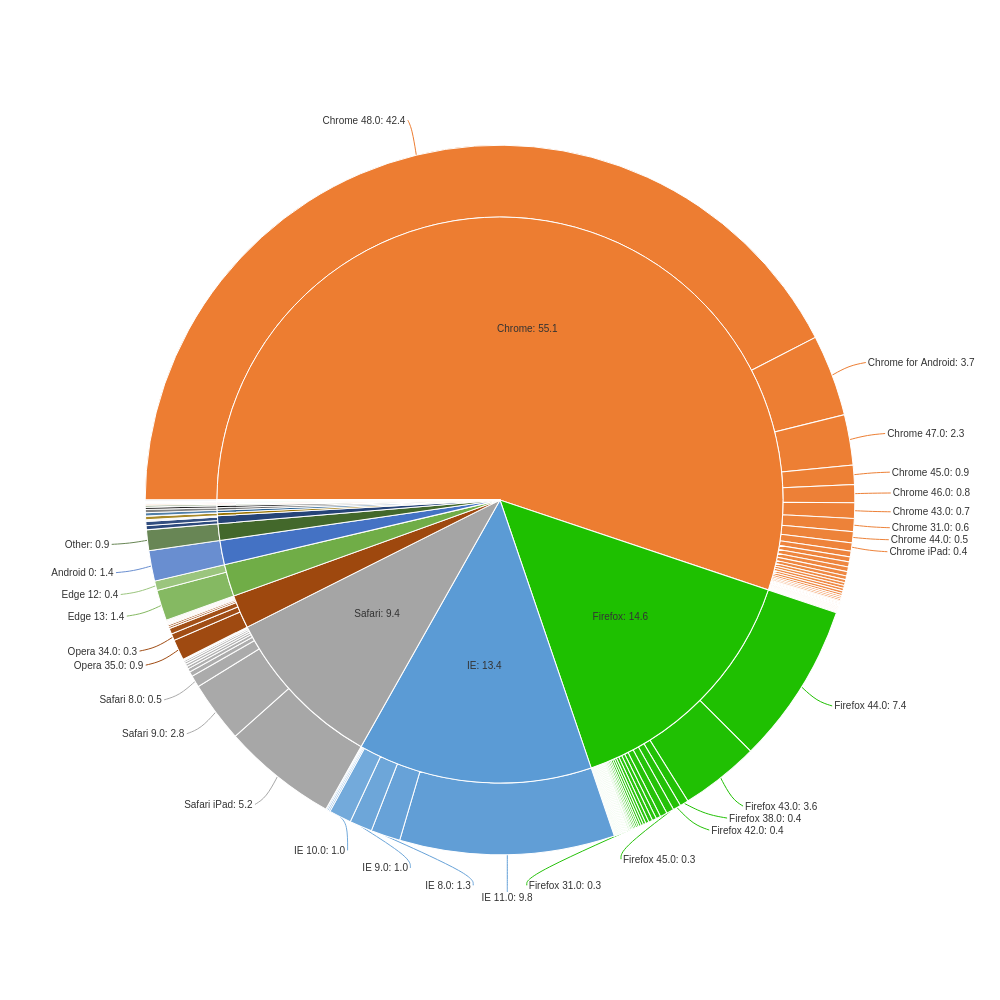 Chrome 48.0: 42.4
Chrome: 55.1
Chrome for Android: 3.7
Chrome 47.0: 2.3
Chrome 45.0: 0.9
Chrome 46.0: 0.8
Chrome 43.0: 0.7
Chrome 31.0: 0.6
Chrome 44.0: 0.5
Chrome iPad: 0.4
Other: 0.9
Android 0: 1.4
Edge 12: 0.4
Edge 13: 1.4
Safari: 9.4
Firefox: 14.6
Opera 34.0: 0.3
Opera 35.0: 0.9
IE: 13.4
Safari 8.0: 0.5
Firefox 44.0: 7.4
Safari 9.0: 2.8
Safari iPad: 5.2
Firefox 43.0: 3.6
Firefox 38.0: 0.4
Firefox 42.0: 0.4
IE 10.0: 1.0
Firefox 45.0: 0.3
IE 9.0: 1.0
IE 8.0: 1.3
Firefox 31.0: 0.3
IE 11.0: 9.8